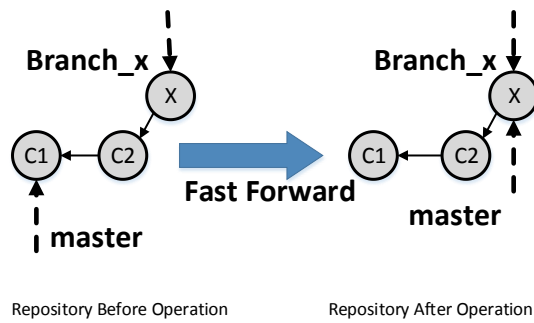 Branch_x
X
C1
C2
master
Fast Forward
Branch_x
X
C1
C2
master
Repository Before Operation
Repository After Operation